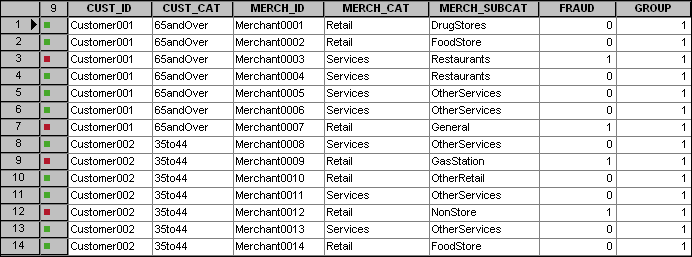 9 CUST_ID CUST_CAT MERCH_ID MERCH_CAT MERCH_SUBCAT FRAUD GROUP
1 Customer001 65andOver Merchant0001 Retail DrugStores 0 1
2 Customer001 65andOver Merchant0002 Retail FoodStore 0 1
3 Customer001 65andOver Merchant0003 Services Restaurants 1 1
4 Customer001 65andOver Merchant0004 Services Restaurants 0 1
5 Customer001 65andOver Merchant0005 Services OtherServices 0 1
6 Customer001 65andOver Merchant0006 Services OtherServices 0 1
7 Customer001 65andOver Merchant0007 Retail General 1 1
8 Customer002 35to44 Merchant0008 Services OtherServices 0 1
9 Customer002 35to44 Merchant0009 Retail GasStation 1 1
10 Customer002 35to44 Merchant0010 Retail OtherRetail 0 1
11 Customer002 35to44 Merchant0011 Services OtherServices 0 1
12 Customer002 35to44 Merchant0012 Retail NonStore 1 1
13 Customer002 35to44 Merchant0013 Services OtherServices 0 1
14 Customer002 35to44 Merchant0014 Retail FoodStore 0 1